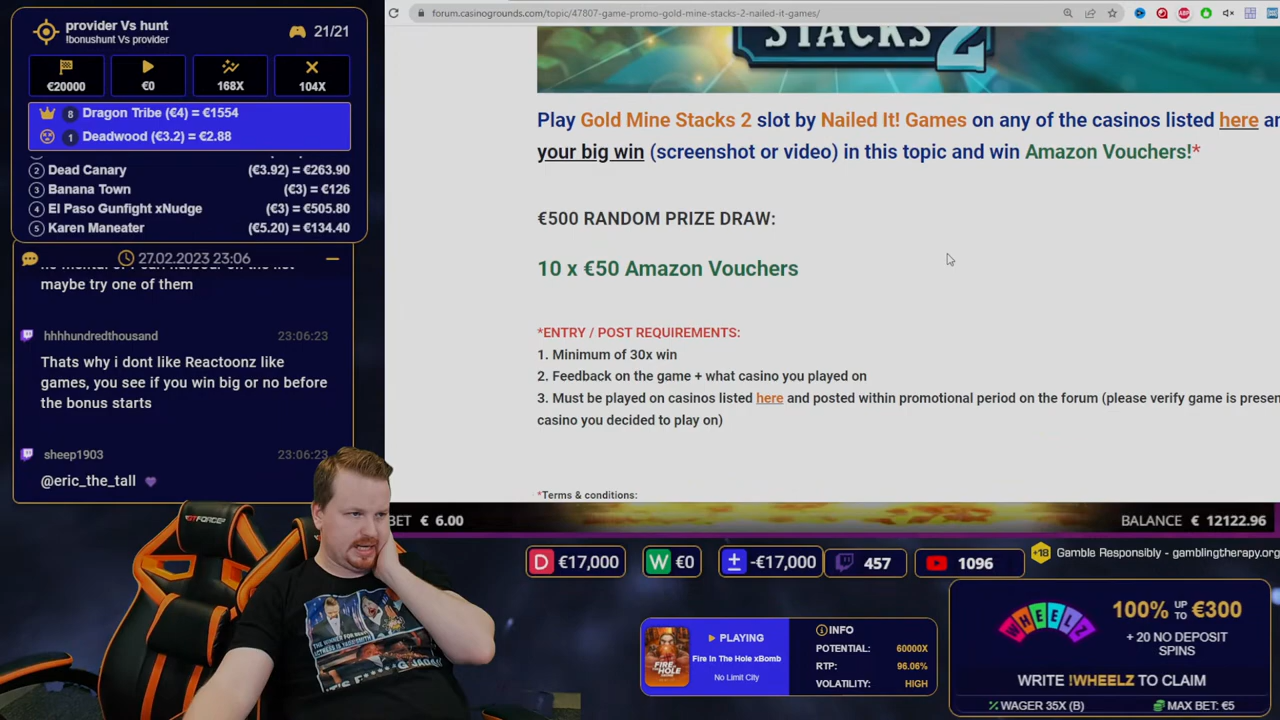 provider Vs hunt
!bonushunt Vs provider
21/21
€20000
€0
168X
104X
8 Dragon Tribe (€4) = €1554
1 Deadwood (€3.2) = €2.88
2 Dead Canary (€3.92) = €263.90
3 Banana Town (€3) = €126
4 El Paso Gunfight xNudge (€3) = €505.80
5 Karen Maneater (€5.20) = €134.40
27.02.2023 23:06
maybe try one of them
hhhhundredthousand 23:06:23
Thats why i dont like Reactoonz like
games, you see if you win big or no before
the bonus starts
sheep1903 23:06:23
@eric_the_tall
forum.casinogrounds.com/topic/47807-game-promo-gold-mine-stacks-2-nailed-it-games/
STACKS 2
Play Gold Mine Stacks 2 slot by Nailed It! Games on any of the casinos listed here an
your big win (screenshot or video) in this topic and win Amazon Vouchers!*
€500 RANDOM PRIZE DRAW:
10 x €50 Amazon Vouchers
*ENTRY / POST REQUIREMENTS:
1. Minimum of 30x win
2. Feedback on the game + what casino you played on
3. Must be played on casinos listed here and posted within promotional period on the forum (please verify game is presen
casino you decided to play on)
*Terms & conditions:
BET € 6.00
BALANCE € 12122.96
D €17,000
W €0
± -€17,000
457
1096
+18 Gamble Responsibly - gamblingtherapy.org
PLAYING
Fire In The Hole xBomb
No Limit City
FIRE IN THE HOLE
INFO
POTENTIAL: 60000X
RTP: 96.06%
VOLATILITY: HIGH
WHEELZ
100% UP TO €300
+ 20 NO DEPOSIT
SPINS
WRITE !WHEELZ TO CLAIM
WAGER 35X (B)
MAX BET: €5
GTFORCE